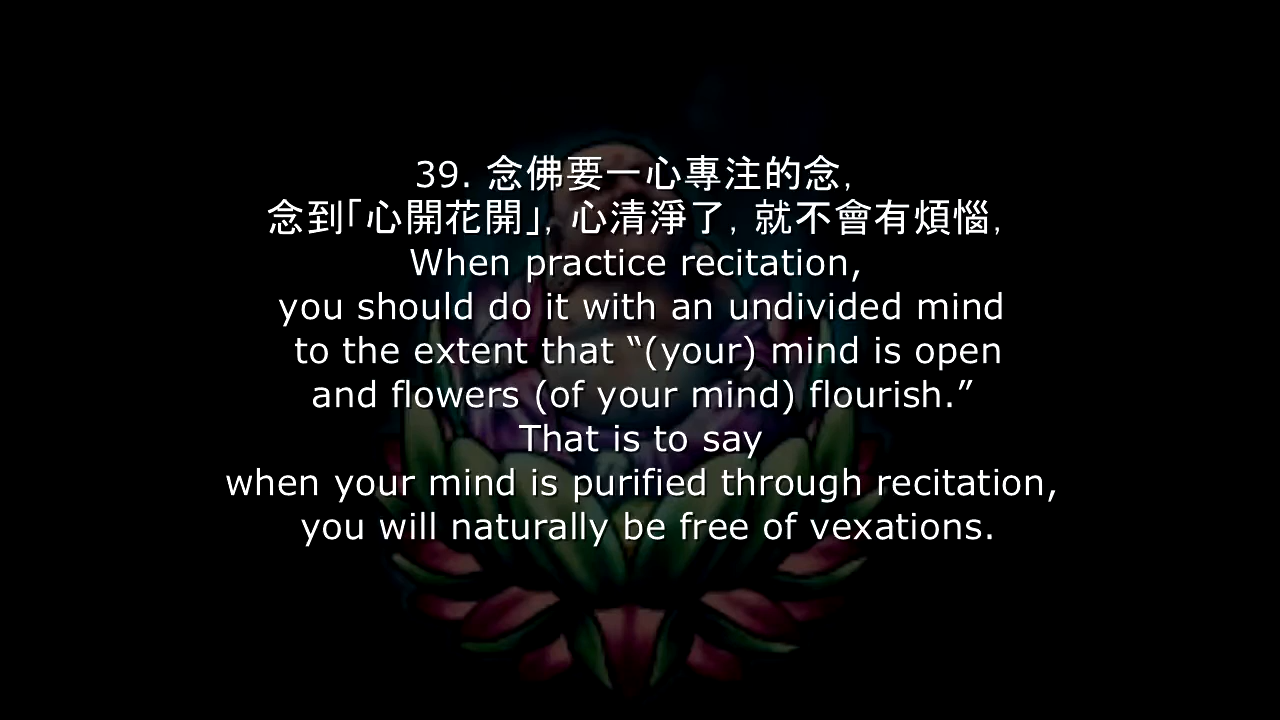 39. 念佛要一心專注的念,
念到「心開花開」, 心清淨了, 就不會有煩惱,
When practice recitation,
you should do it with an undivided mind
to the extent that “(your) mind is open
and flowers (of your mind) flourish.”
That is to say
when your mind is purified through recitation,
you will naturally be free of vexations.